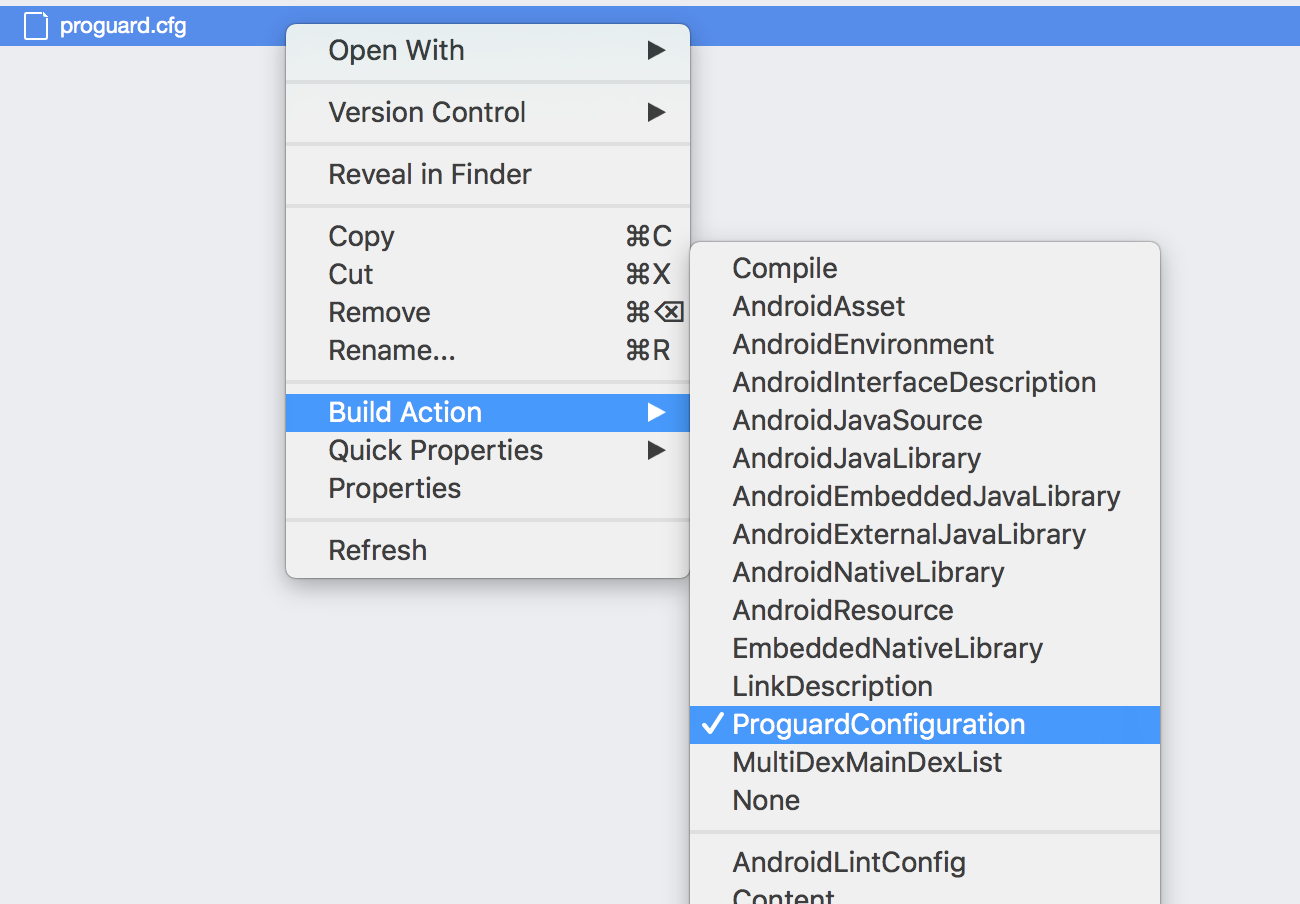 proguard.cfg
Open With
Version Control
Reveal in Finder
Copy ⌘C
Cut ⌘X
Remove ⌘⌫
Rename... ⌘R
Build Action
Quick Properties
Properties
Refresh
Compile
AndroidAsset
AndroidEnvironment
AndroidInterfaceDescription
AndroidJavaSource
AndroidJavaLibrary
AndroidEmbeddedJavaLibrary
AndroidExternalJavaLibrary
AndroidNativeLibrary
AndroidResource
EmbeddedNativeLibrary
LinkDescription
✓ ProguardConfiguration
MultiDexMainDexList
None
AndroidLintConfig
Content